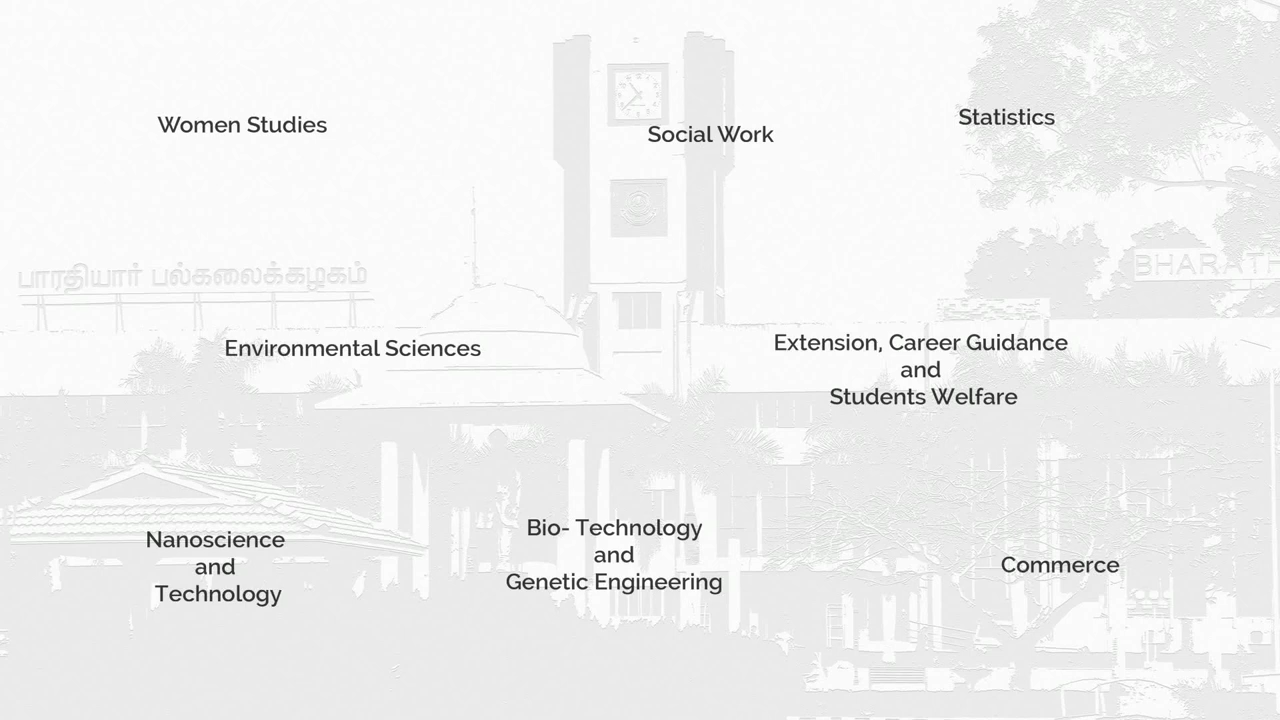 Women Studies
Social Work
Statistics
பாரதியார் பல்கலைக்கழகம்
BHARATH
Environmental Sciences
Extension, Career Guidance
and
Students Welfare
Nanoscience
and
Technology
Bio- Technology
and
Genetic Engineering
Commerce